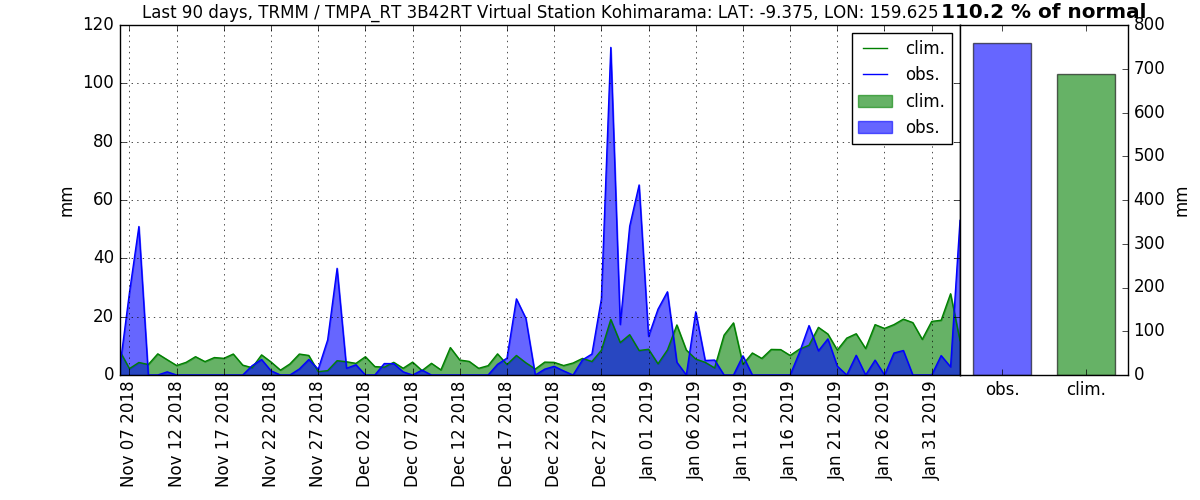 Last 90 days, TRMM / TMPA_RT 3B42RT Virtual Station Kohimarama: LAT: -9.375, LON: 159.625
110.2 % of normal
120
100
80
60
40
20
0
mm
clim.
obs.
clim.
obs.
Nov 07 2018
Nov 12 2018
Nov 17 2018
Nov 22 2018
Nov 27 2018
Dec 02 2018
Dec 07 2018
Dec 12 2018
Dec 17 2018
Dec 22 2018
Dec 27 2018
Jan 01 2019
Jan 06 2019
Jan 11 2019
Jan 16 2019
Jan 21 2019
Jan 26 2019
Jan 31 2019
800
700
600
500
400
300
200
100
0
mm
obs.
clim.